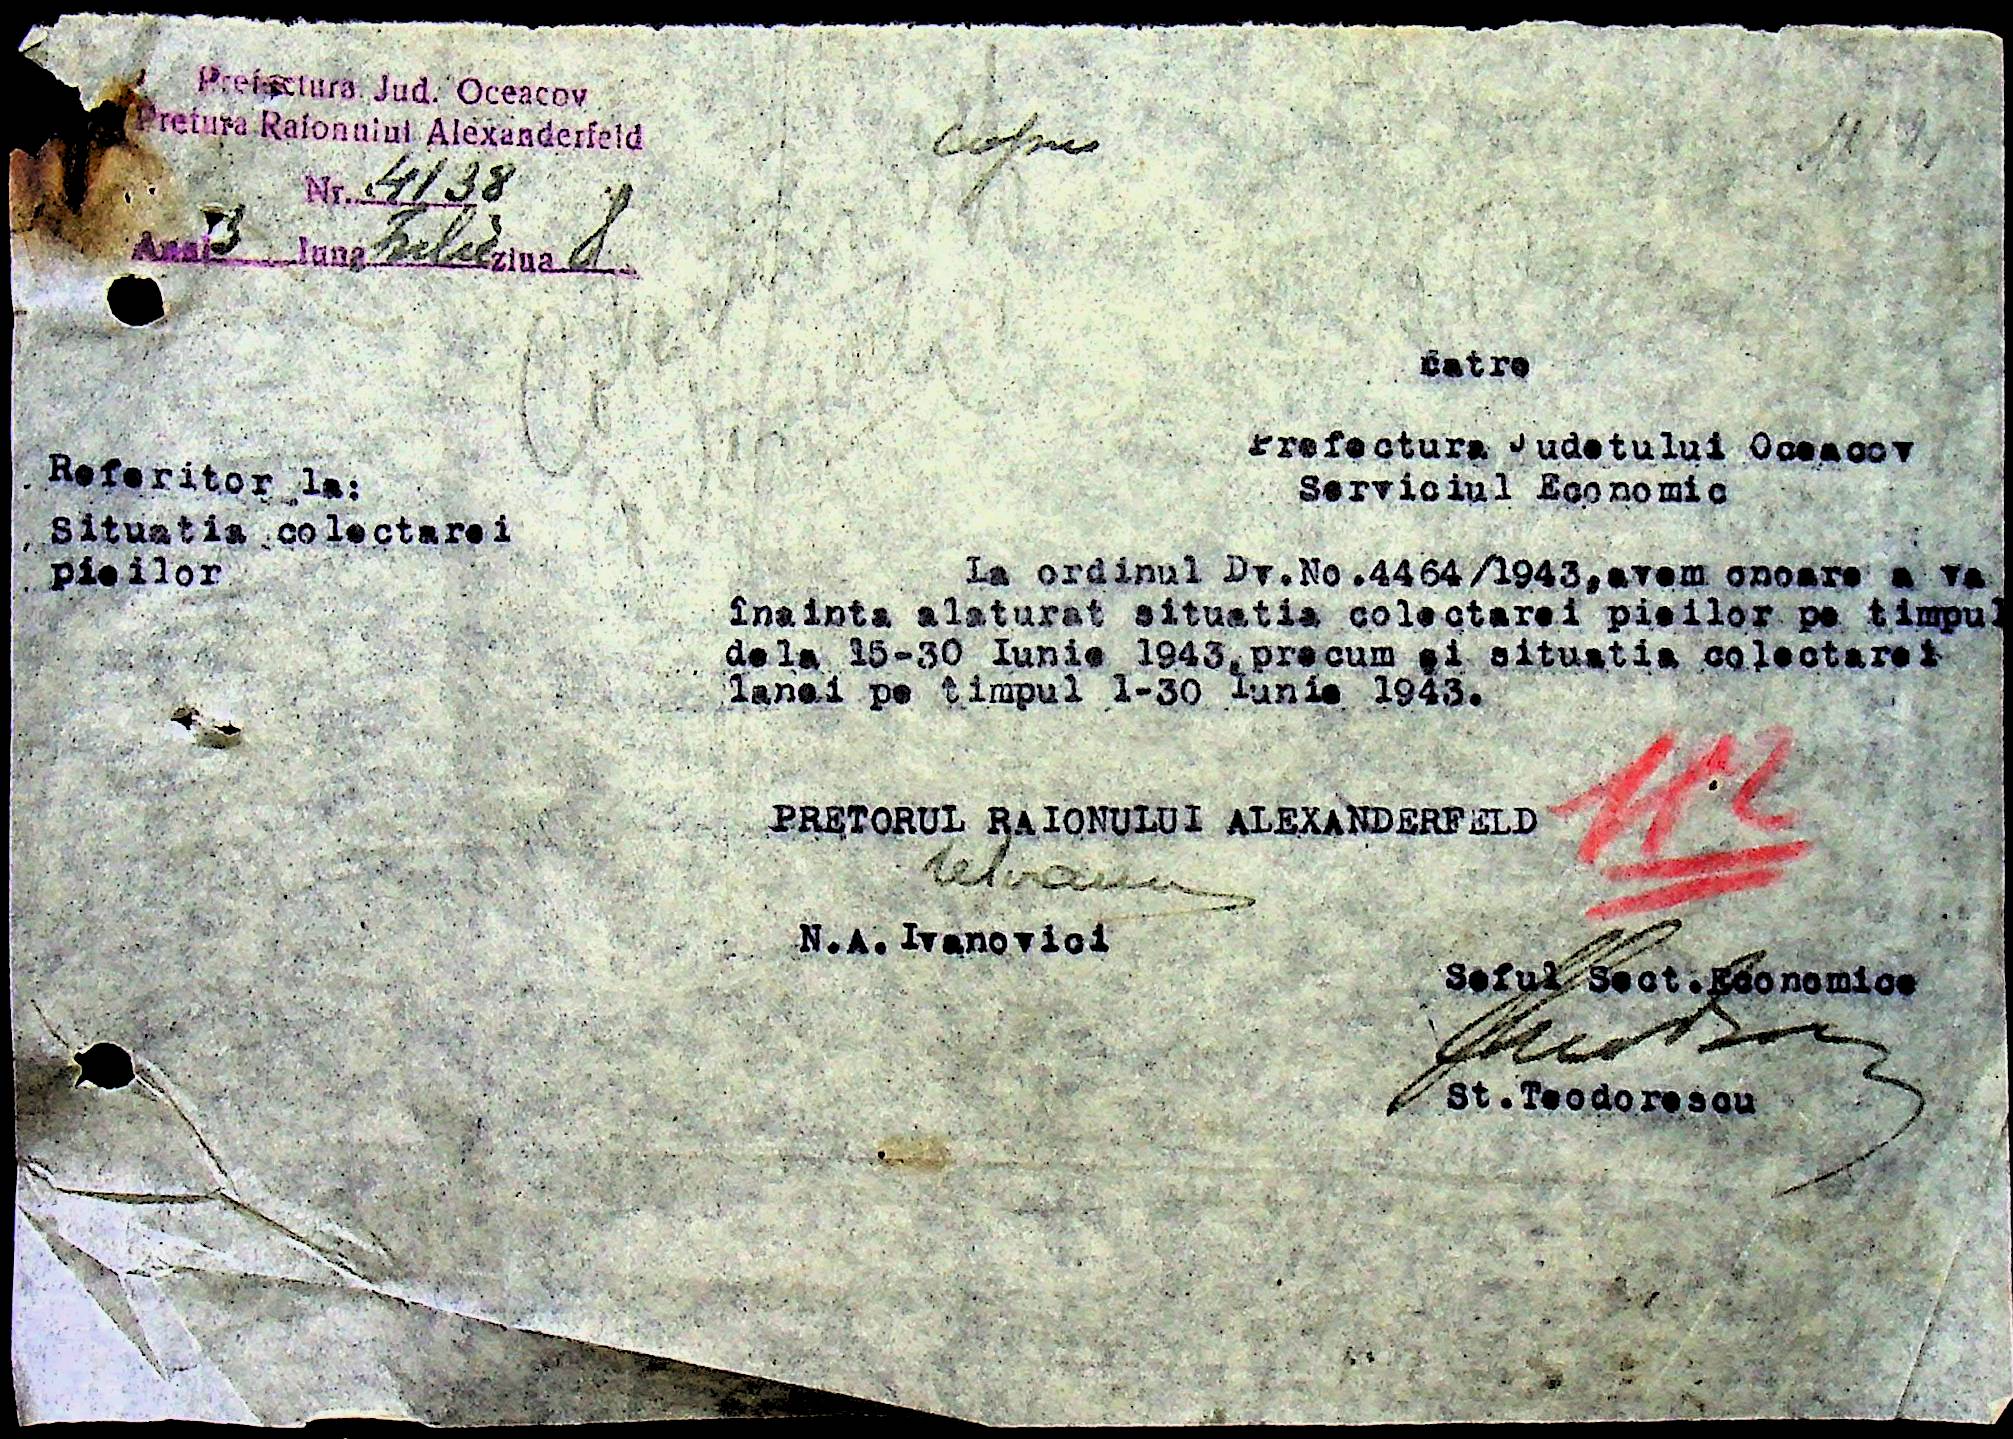 Prefectura Jud. Oceacov
Pretura Raionului Alexanderfeld
Nr. 4138
Anul 3 luna Iulie ziua 8
catre
Prefectura Judetului Oceacov
Serviciul Economic
Referitor la:
Situatia colectarei
pieilor
La ordinul Dv.No.4464/1943, avem onoare a va
înainta alaturat situatia colectarei pieilor pe timpul
dela 15-30 Iunie 1943, precum și situatia colectarei
lanei pe timpul 1-30 Iunie 1943.
112
PRETORUL RAIONULUI ALEXANDERFELD
N.A. Ivanovici
Seful Sect.Economice
St.Teodorescu